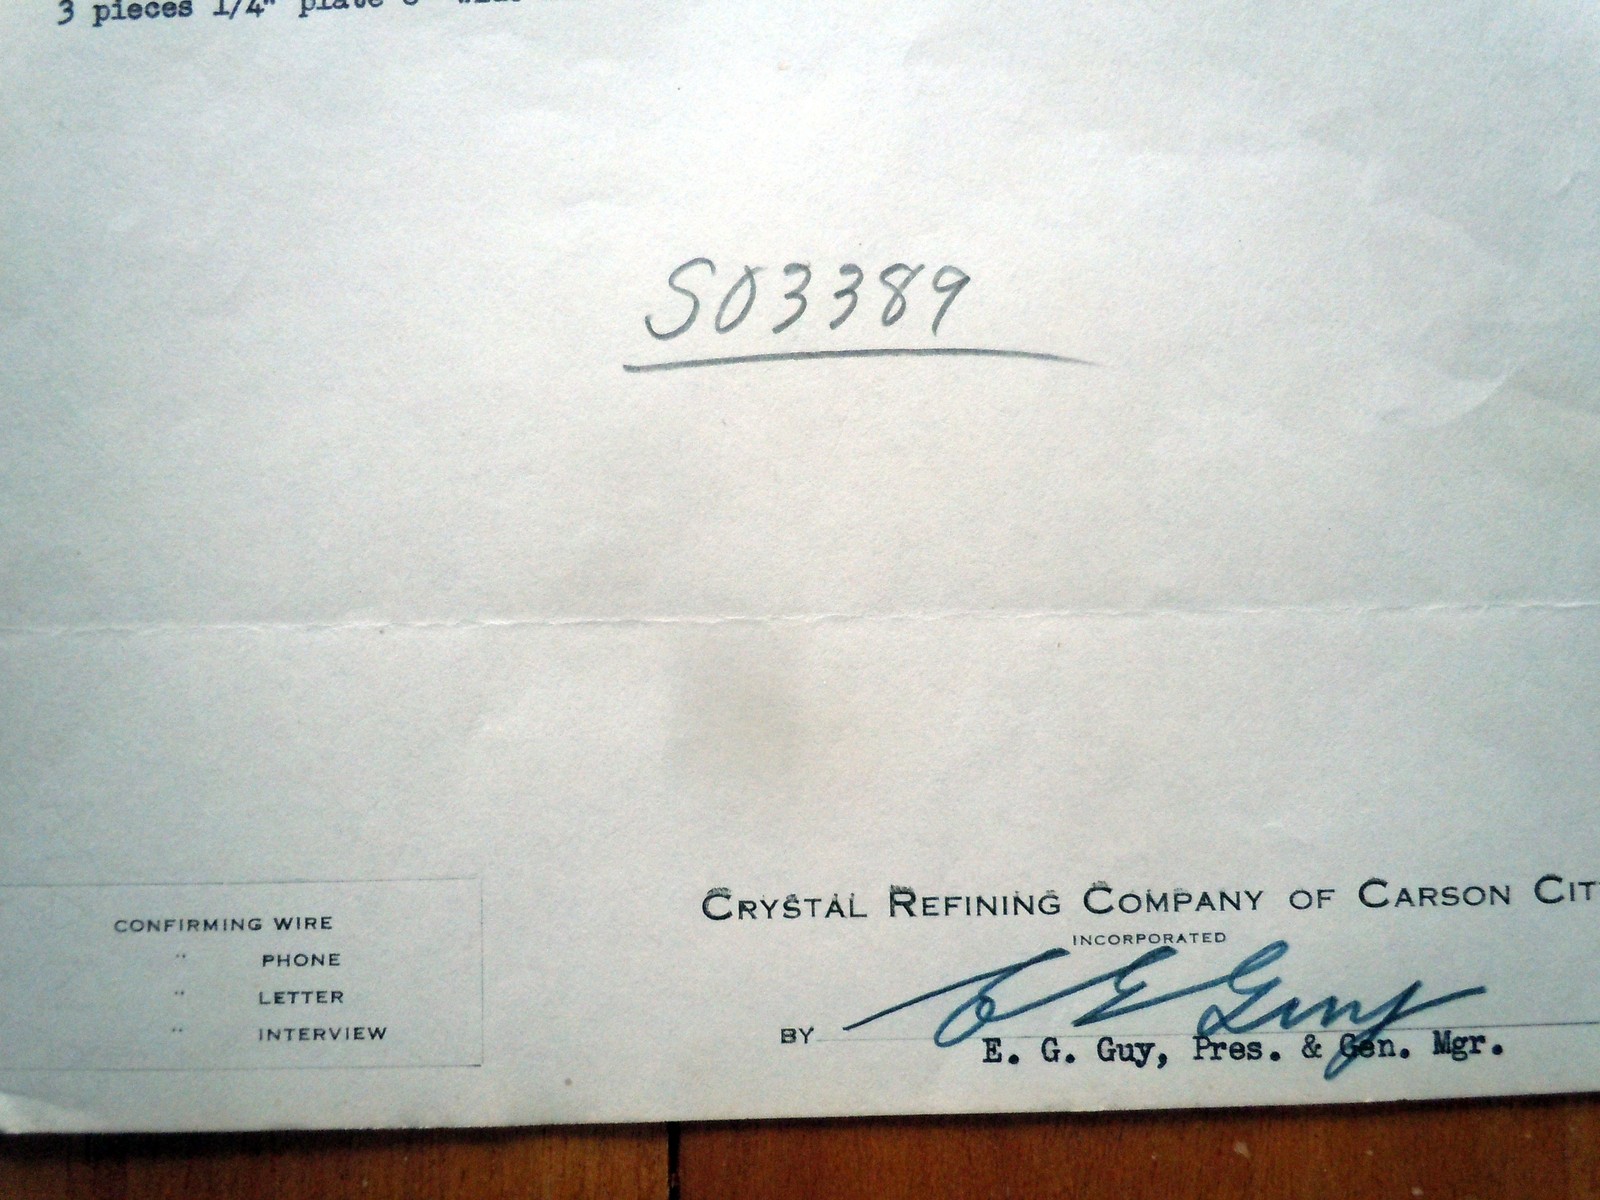 3 pieces 1/4" plate
S03389
CONFIRMING WIRE
" PHONE
" LETTER
" INTERVIEW
CRYSTAL REFINING COMPANY OF CARSON CIT
INCORPORATED
BY
E. G. Guy, Pres. & Gen. Mgr.